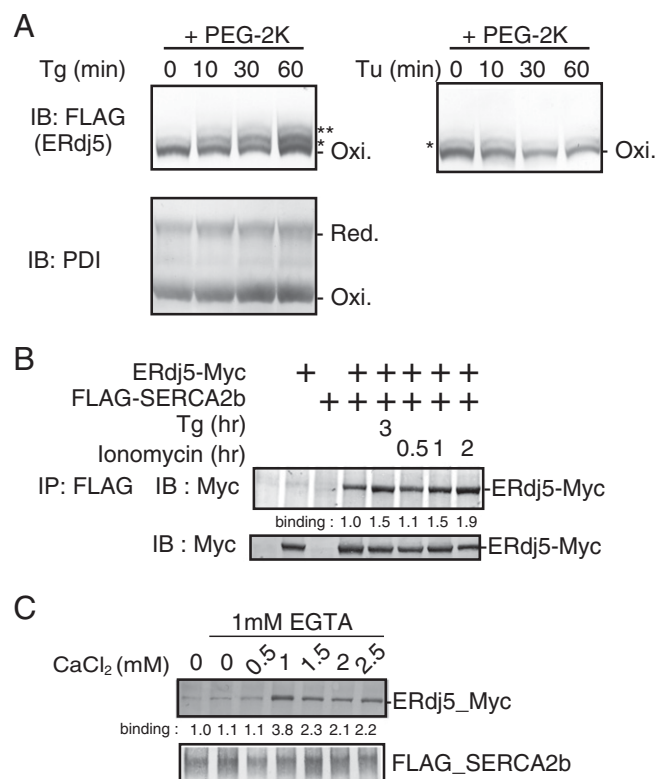 A
+ PEG-2K
Tg (min) 0 10 30 60
IB: FLAG
(ERdj5)
**
*
- Oxi.
+ PEG-2K
Tu (min) 0 10 30 60
*
- Oxi.
IB: PDI
- Red.
- Oxi.
B
ERdj5-Myc + + + + + +
FLAG-SERCA2b + + + + + +
Tg (hr) 3
Ionomycin (hr) 0.5 1 2
IP: FLAG IB : Myc -ERdj5-Myc
binding : 1.0 1.5 1.1 1.5 1.9
IB : Myc -ERdj5-Myc
C
1mM EGTA
CaCl₂ (mM) 0 0 0.5 1 1.5 2 2.5
-ERdj5_Myc
binding : 1.0 1.1 1.1 3.8 2.3 2.1 2.2
FLAG_SERCA2b